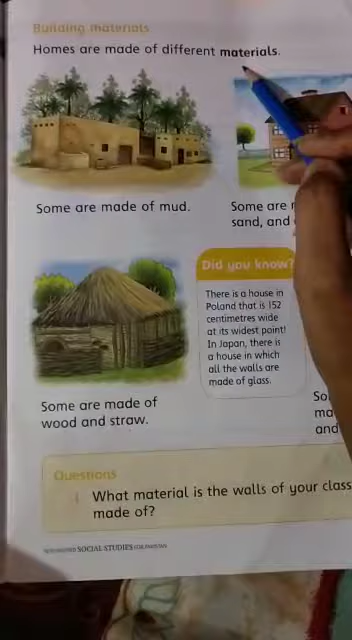 Building materials
Homes are made of different materials.
Some are made of mud.
Some are
sand, and
Did you know?
There is a house in
Poland that is 152
centimetres wide
at its widest point!
In Japan, there is
a house in which
all the walls are
made of glass.
Some are made of
wood and straw.
and
Questions
1 What material is the walls of your class
made of?
SOCIAL STUDIES FOR PAKISTAN